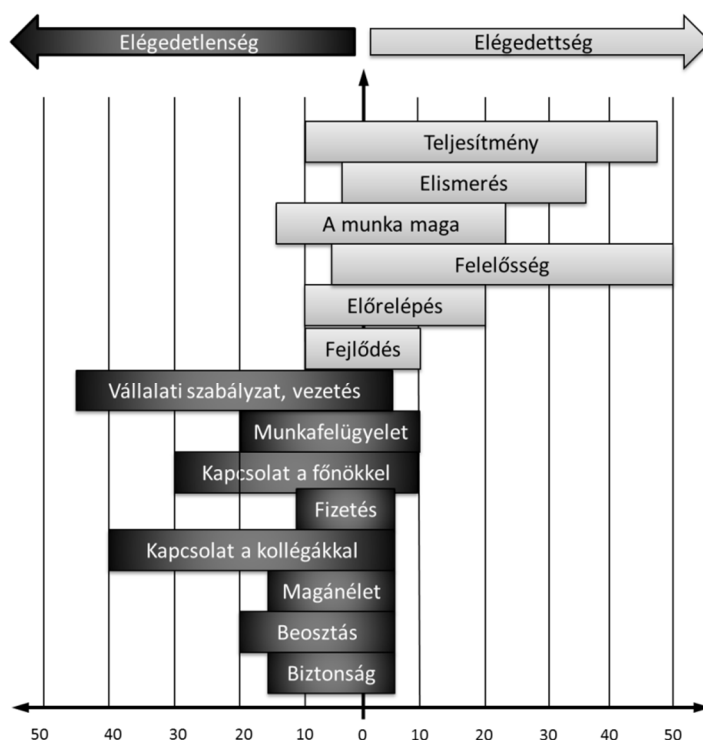 Elégedetlenség
Elégedettség
Teljesítmény
Elismerés
A munka maga
Felelősség
Előrelépés
Fejlődés
Vállalati szabályzat, vezetés
Munkafelügyelet
Kapcsolat a főnökkel
Fizetés
Kapcsolat a kollégákkal
Magánélet
Beosztás
Biztonság
50 40 30 20 10 0 10 20 30 40 50